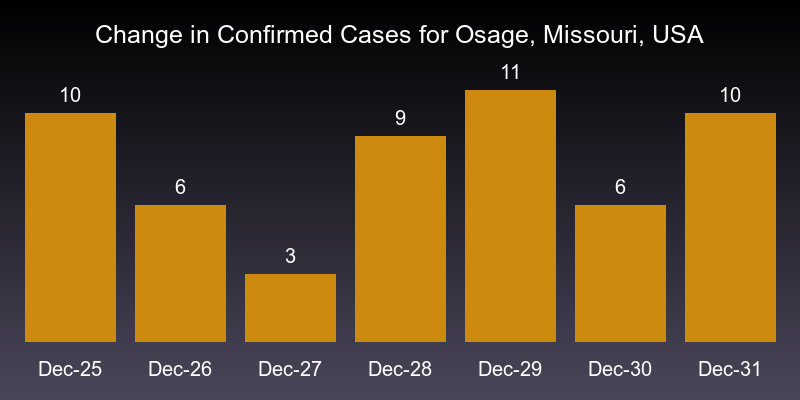 Change in Confirmed Cases for Osage, Missouri, USA
10
6
3
9
11
6
10
Dec-25
Dec-26
Dec-27
Dec-28
Dec-29
Dec-30
Dec-31